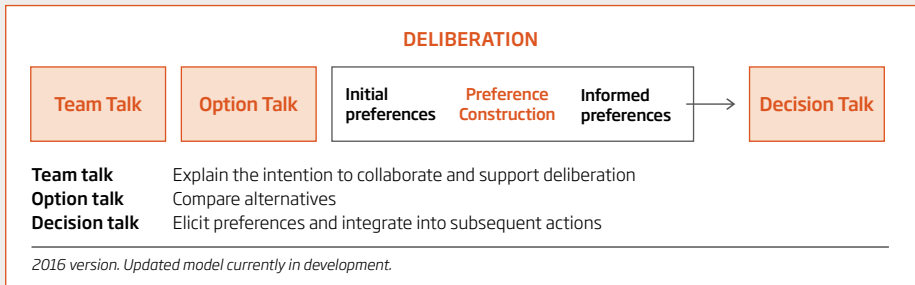 DELIBERATION
Team Talk
Option Talk
Initial
preferences
Preference
Construction
Informed
preferences
Decision Talk
Team talk Explain the intention to collaborate and support deliberation
Option talk Compare alternatives
Decision talk Elicit preferences and integrate into subsequent actions
2016 version. Updated model currently in development.